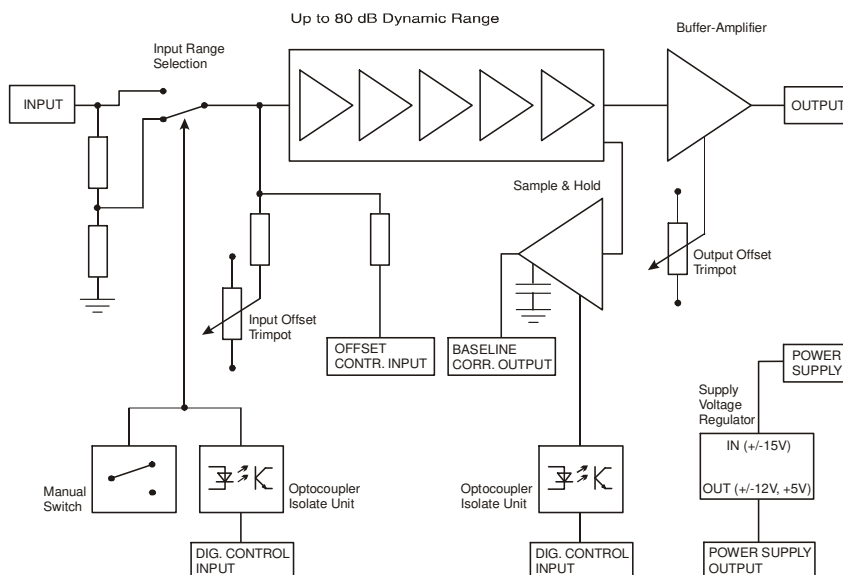 Up to 80 dB Dynamic Range
Buffer-Amplifier
Input Range
Selection
INPUT
OUTPUT
Sample & Hold
Output Offset
Trimpot
Input Offset
Trimpot
OFFSET
CONTR. INPUT
BASELINE
CORR. OUTPUT
POWER
SUPPLY
Supply
Voltage
Regulator
IN (+/-15V)
OUT (+/-12V, +5V)
Manual
Switch
Optocoupler
Isolate Unit
Optocoupler
Isolate Unit
DIG. CONTROL
INPUT
DIG. CONTROL
INPUT
POWER SUPPLY
OUTPUT